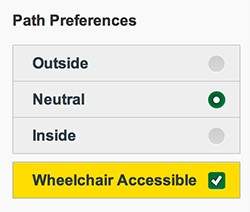 Path Preferences
Outside
Neutral
Inside
Wheelchair Accessible